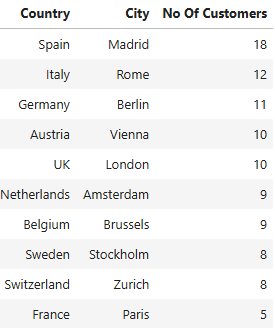 Country City No Of Customers
Spain Madrid 18
Italy Rome 12
Germany Berlin 11
Austria Vienna 10
UK London 10
Netherlands Amsterdam 9
Belgium Brussels 9
Sweden Stockholm 8
Switzerland Zurich 8
France Paris 5